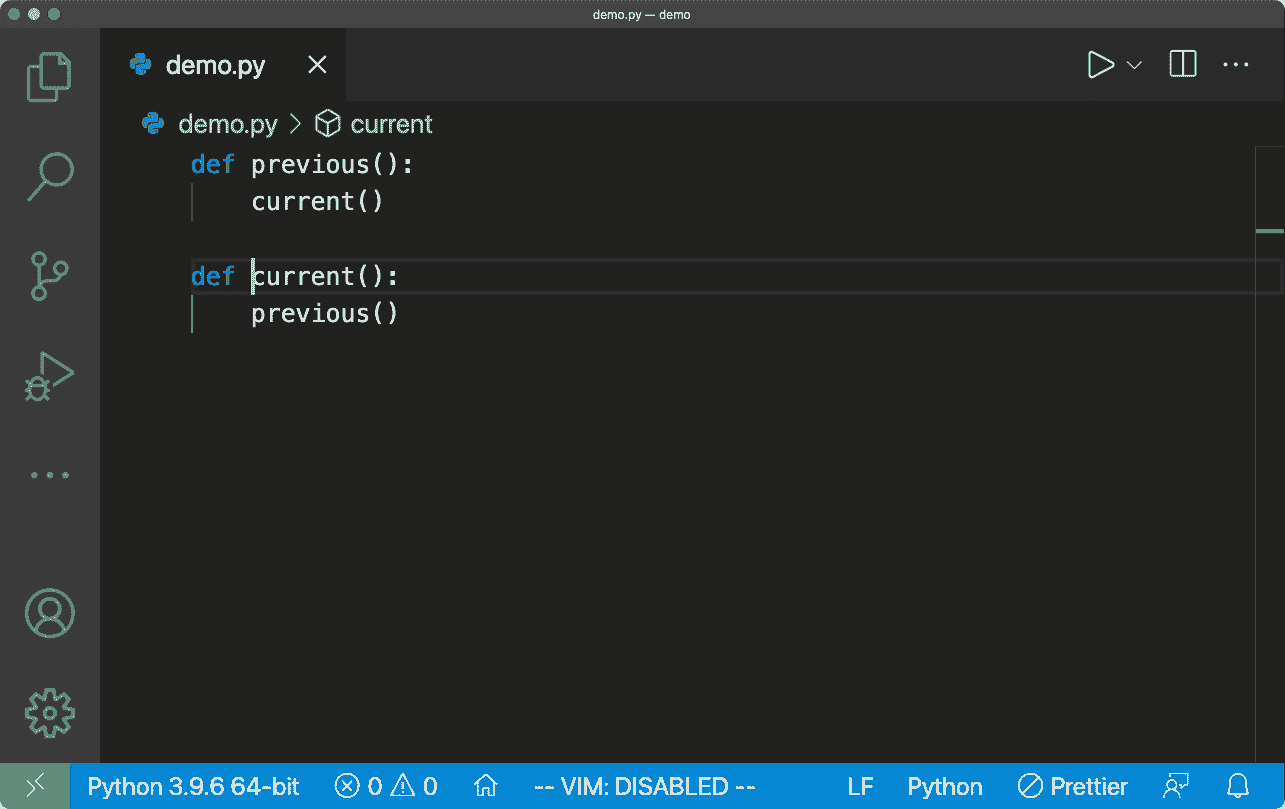 demo.py — demo
demo.py
demo.py > current
def previous():
    current()
def current():
    previous()
Python 3.9.6 64-bit 0 0 -- VIM: DISABLED -- LF Python Prettier